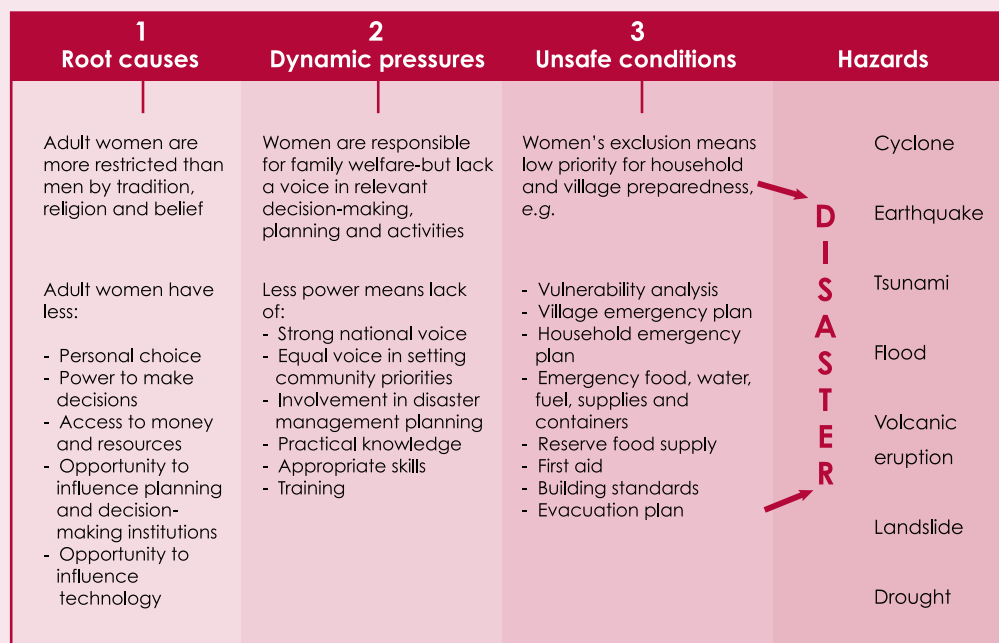 1
Root causes
Adult women are
more restricted than
men by tradition,
religion and belief
Adult women have
less:
- Personal choice
- Power to make
decisions
- Access to money
and resources
- Opportunity to
influence planning
and decision-
making institutions
- Opportunity to
influence
technology
2
Dynamic pressures
Women are responsible
for family welfare-but lack
a voice in relevant
decision-making,
planning and activities
Less power means lack
of:
- Strong national voice
- Equal voice in setting
community priorities
- Involvement in disaster
management planning
- Practical knowledge
- Appropriate skills
- Training
3
Unsafe conditions
Women's exclusion means
low priority for household
and village preparedness,
e.g.
- Vulnerability analysis
- Village emergency plan
- Household emergency
plan
- Emergency food, water,
fuel, supplies and
containers
- Reserve food supply
- First aid
- Building standards
- Evacuation plan
DISASTER
Hazards
Cyclone
Earthquake
Tsunami
Flood
Volcanic
eruption
Landslide
Drought